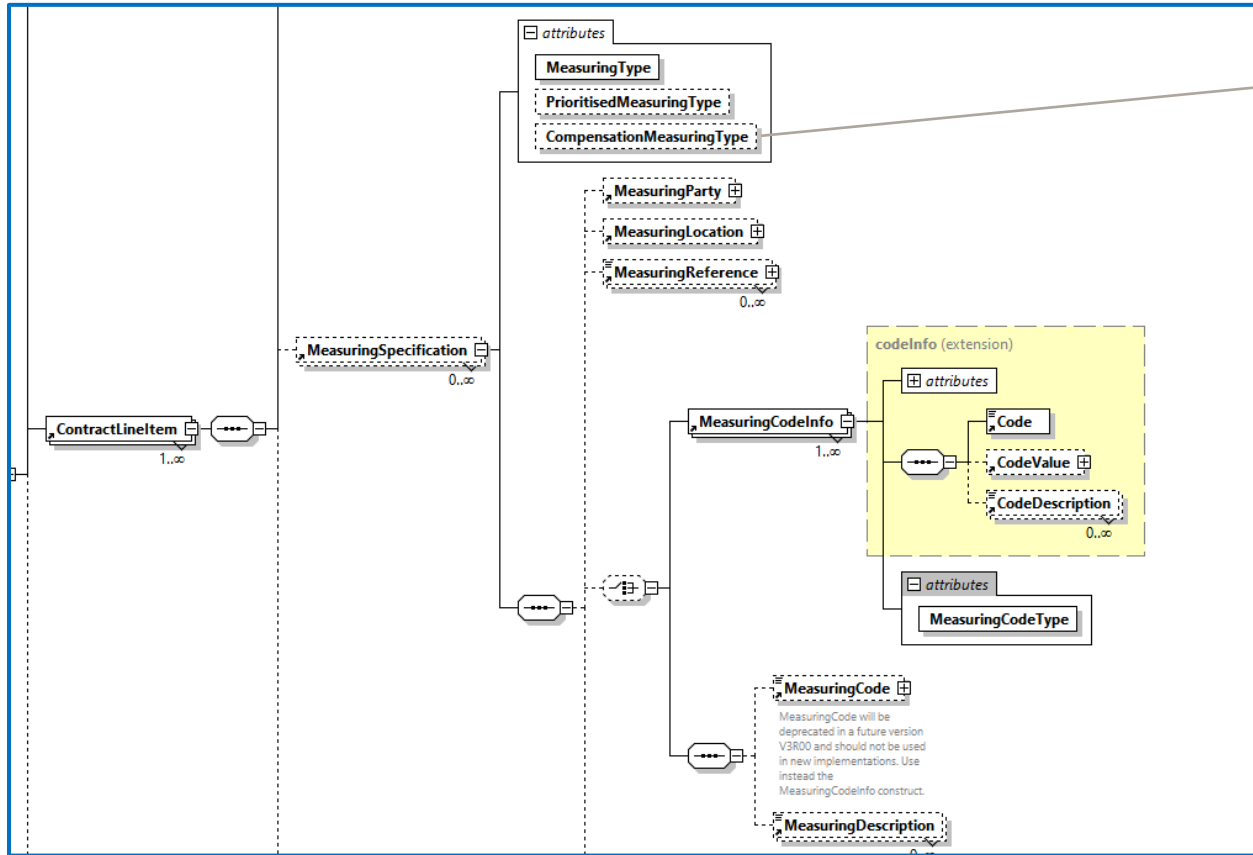 attributes
MeasuringType
PrioritisedMeasuringType
CompensationMeasuringType
MeasuringParty
MeasuringLocation
MeasuringReference
0..∞
MeasuringSpecification
0..∞
ContractLineItem
1..∞
codeInfo (extension)
attributes
MeasuringCodeInfo
1..∞
Code
CodeValue
CodeDescription
0..∞
attributes
MeasuringCodeType
MeasuringCode
MeasuringCode will be
deprecated in a future version
V3R00 and should not be used
in new implementations. Use
instead the
MeasuringCodeInfo construct.
MeasuringDescription
0..∞